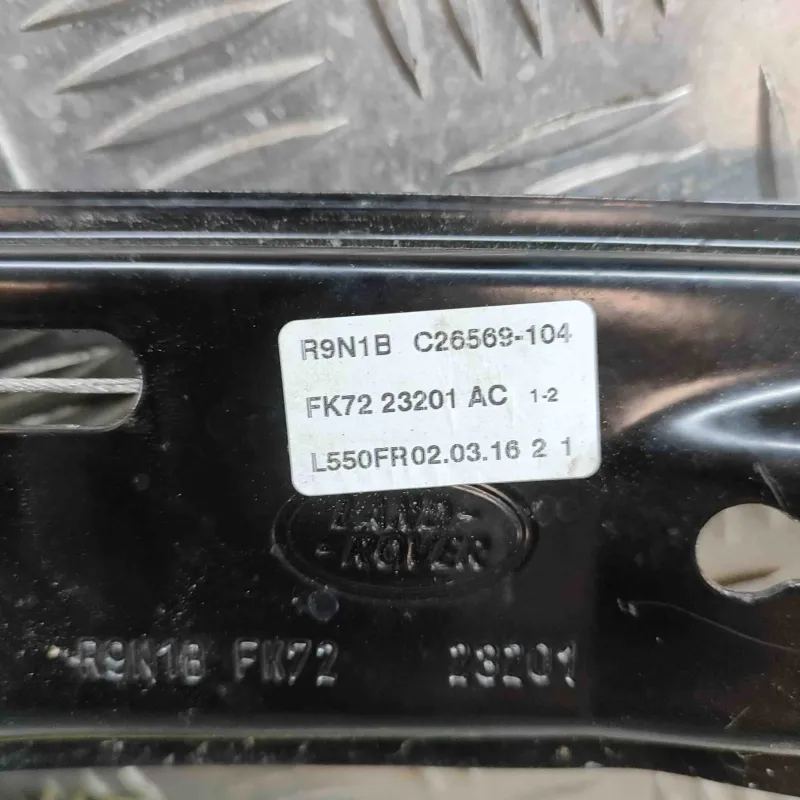 R9N1B C26569-104
FK72 23201 AC 1-2
L550FR02.03.16 2 1
LAND-
-ROVER
R9N1B FK72 23201